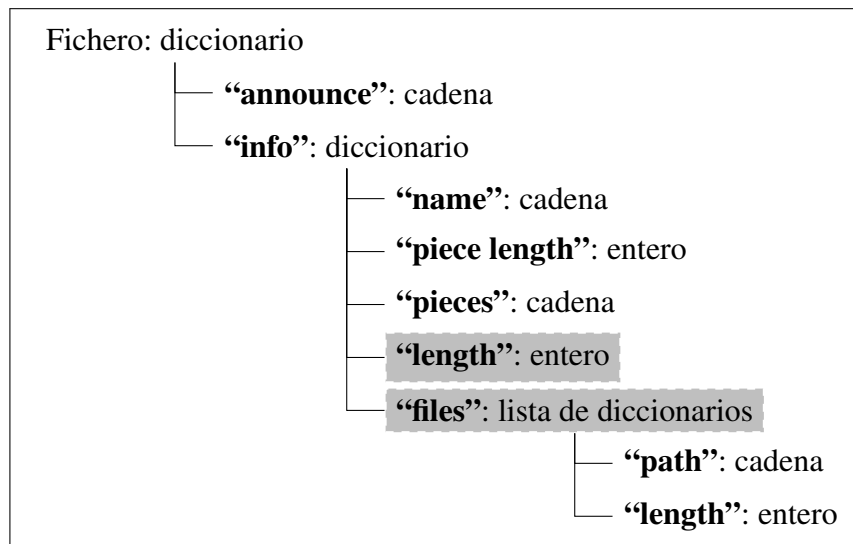 Fichero: diccionario
“announce”: cadena
“info”: diccionario
“name”: cadena
“piece length”: entero
“pieces”: cadena
“length”: entero
“files”: lista de diccionarios
“path”: cadena
“length”: entero